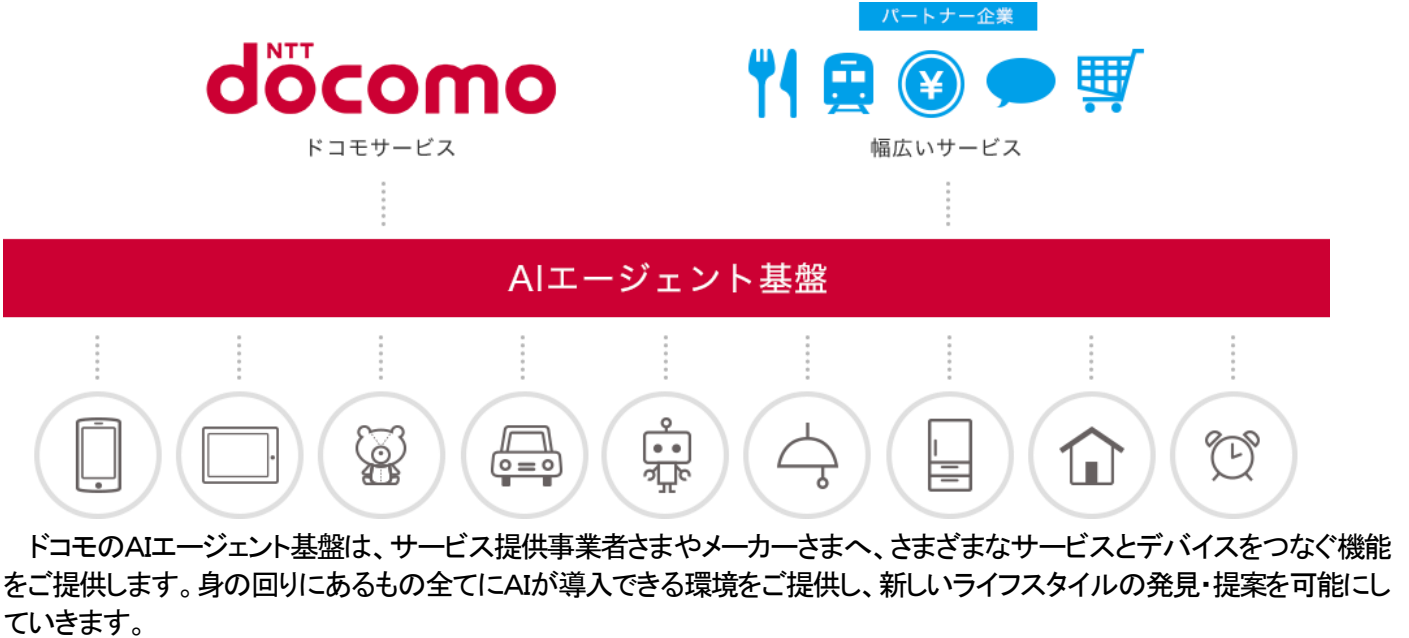 パートナー企業
NTT
docomo
¥
ドコモサービス
幅広いサービス
AIエージェント基盤
ドコモのAIエージェント基盤は、サービス提供事業者さまやメーカーさまへ、さまざまなサービスとデバイスをつなぐ機能
をご提供します。身の回りにあるもの全てにAIが導入できる環境をご提供し、新しいライフスタイルの発見・提案を可能にし
ていきます。